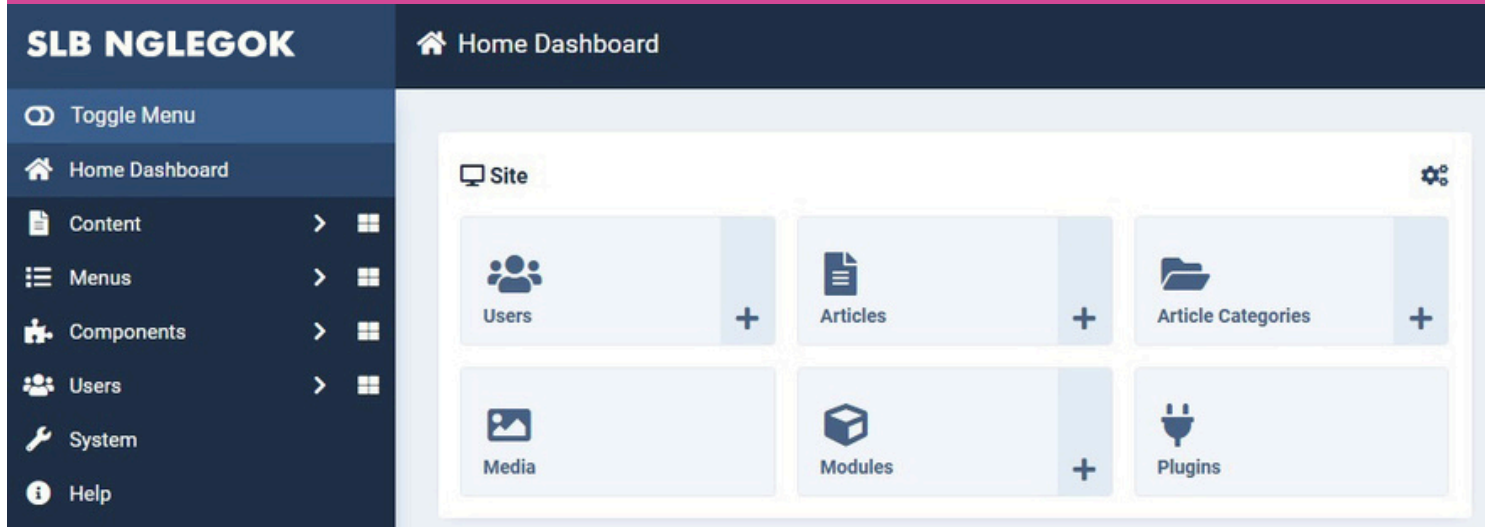 SLB NGLEGOK
Home Dashboard
Toggle Menu
Home Dashboard
Content
Menus
Components
Users
System
Help
Site
Users
Articles
Article Categories
Media
Modules
Plugins